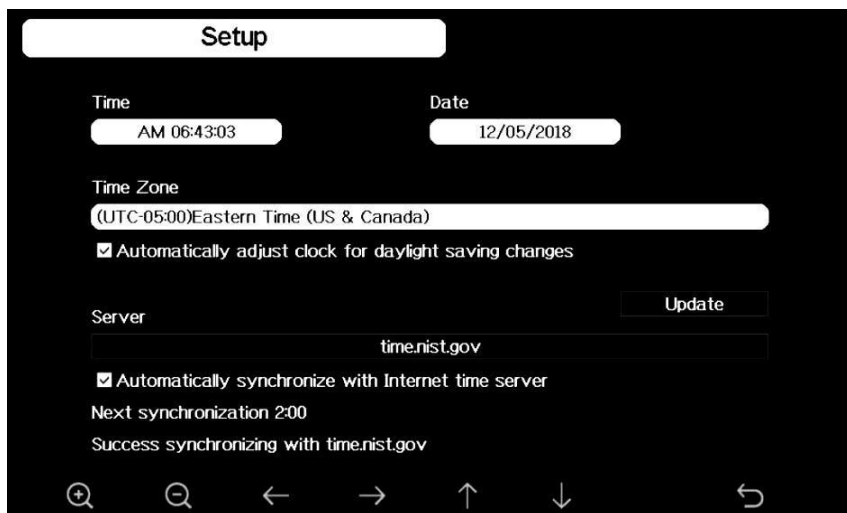 Setup
Time
Date
AM 06:43:03
12/05/2018
Time Zone
(UTC-05:00)Eastern Time (US & Canada)
Automatically adjust clock for daylight saving changes
Update
Server
time.nist.gov
Automatically synchronize with Internet time server
Next synchronization 2:00
Success synchronizing with time.nist.gov